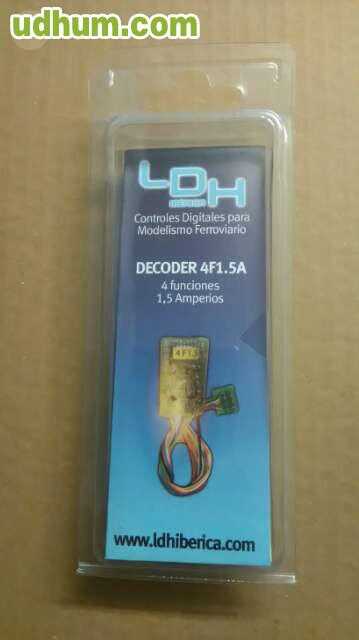 udhum.com
LDH
IBÉRICA
Controles Digitales para
Modelismo Ferroviario
DECODER 4F1.5A
4 funciones
1,5 Amperios
4F1.5
www.ldhiberica.com